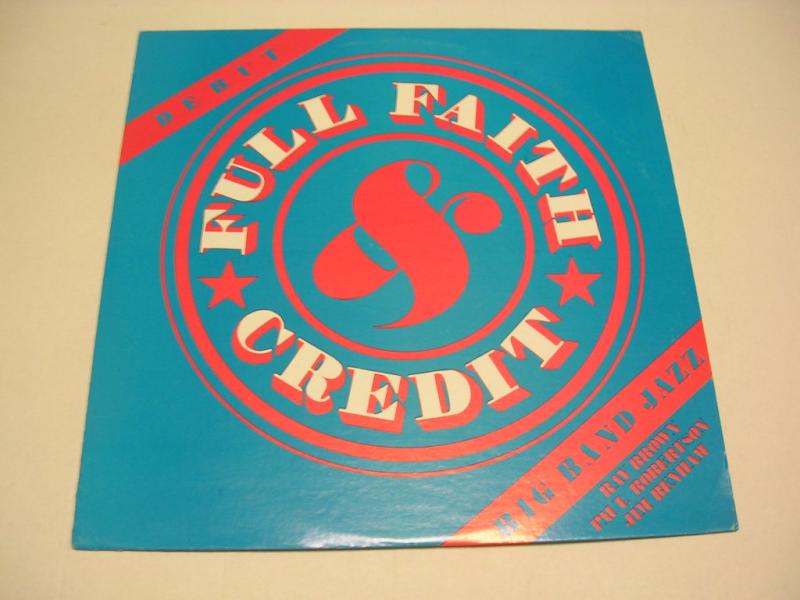 DEBUT
FULL FAITH
&
CREDIT
BIG BAND JAZZ
RAY BROWN
PAUL ROBERTSON
JIM BENHAM